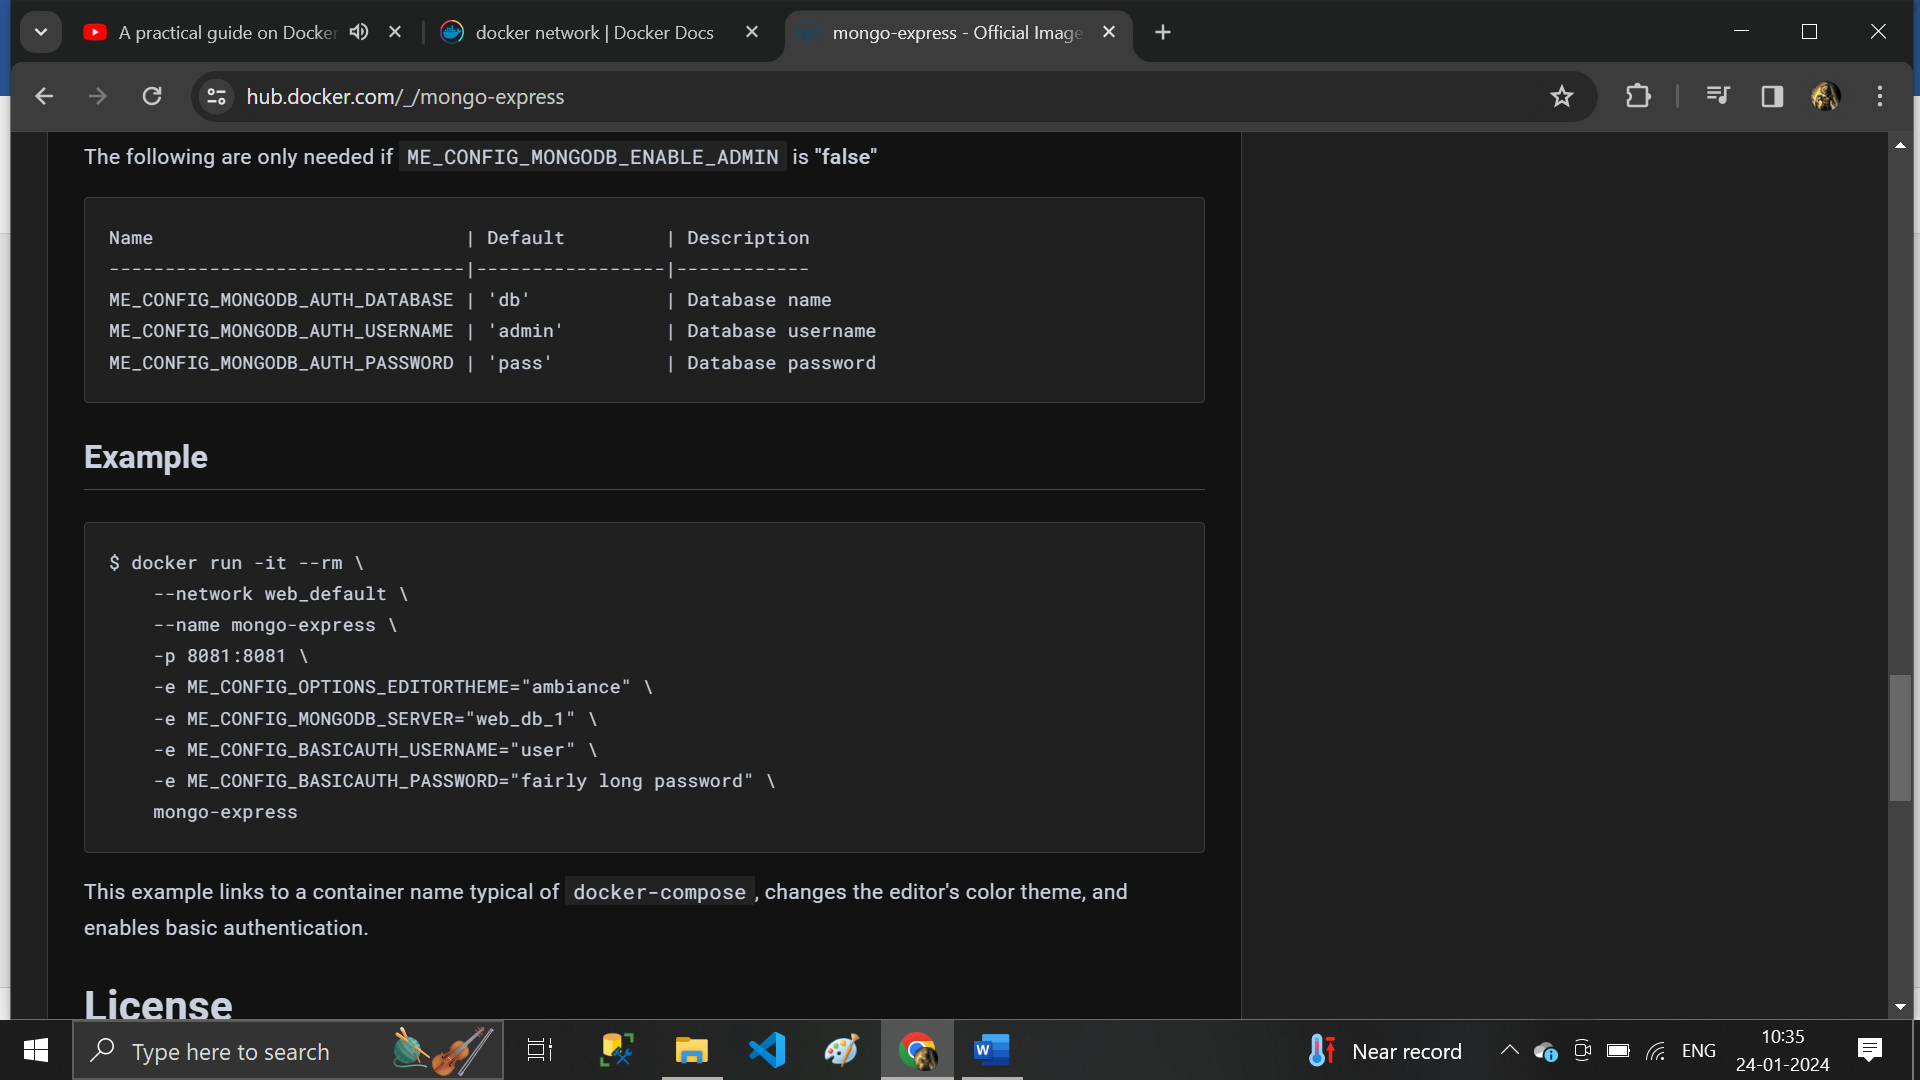 A practical guide on Docker
docker network | Docker Docs
mongo-express - Official Image
hub.docker.com/_/mongo-express
The following are only needed if ME_CONFIG_MONGODB_ENABLE_ADMIN is "false"
Name | Default | Description
--------------------------------|-----------------|------------
ME_CONFIG_MONGODB_AUTH_DATABASE | 'db' | Database name
ME_CONFIG_MONGODB_AUTH_USERNAME | 'admin' | Database username
ME_CONFIG_MONGODB_AUTH_PASSWORD | 'pass' | Database password
Example
$ docker run -it --rm \
--network web_default \
--name mongo-express \
-p 8081:8081 \
-e ME_CONFIG_OPTIONS_EDITORTHEME="ambiance" \
-e ME_CONFIG_MONGODB_SERVER="web_db_1" \
-e ME_CONFIG_BASICAUTH_USERNAME="user" \
-e ME_CONFIG_BASICAUTH_PASSWORD="fairly long password" \
mongo-express
This example links to a container name typical of docker-compose, changes the editor's color theme, and
enables basic authentication.
License
Type here to search
Near record
ENG
10:35
24-01-2024